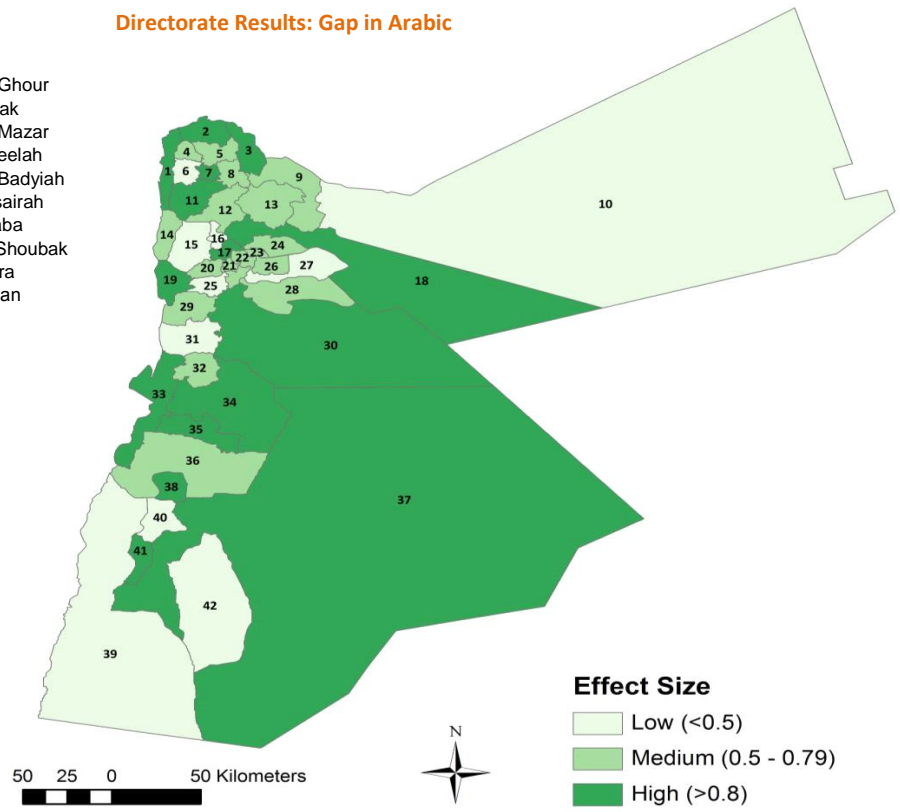 Directorate Results: Gap in Arabic
Ghour
ak
Mazar
eelah
Badyiah
sairah
aba
Shoubak
ra
an
2
4
5
3
1
6
7
8
9
11
12
13
10
14
15
16
17
24
23
22
18
19
20
21
26
27
25
28
29
31
30
32
33
34
35
36
38
37
40
41
42
39
Effect Size
Low (<0.5)
Medium (0.5 - 0.79)
High (>0.8)
N
50 25 0 50 Kilometers